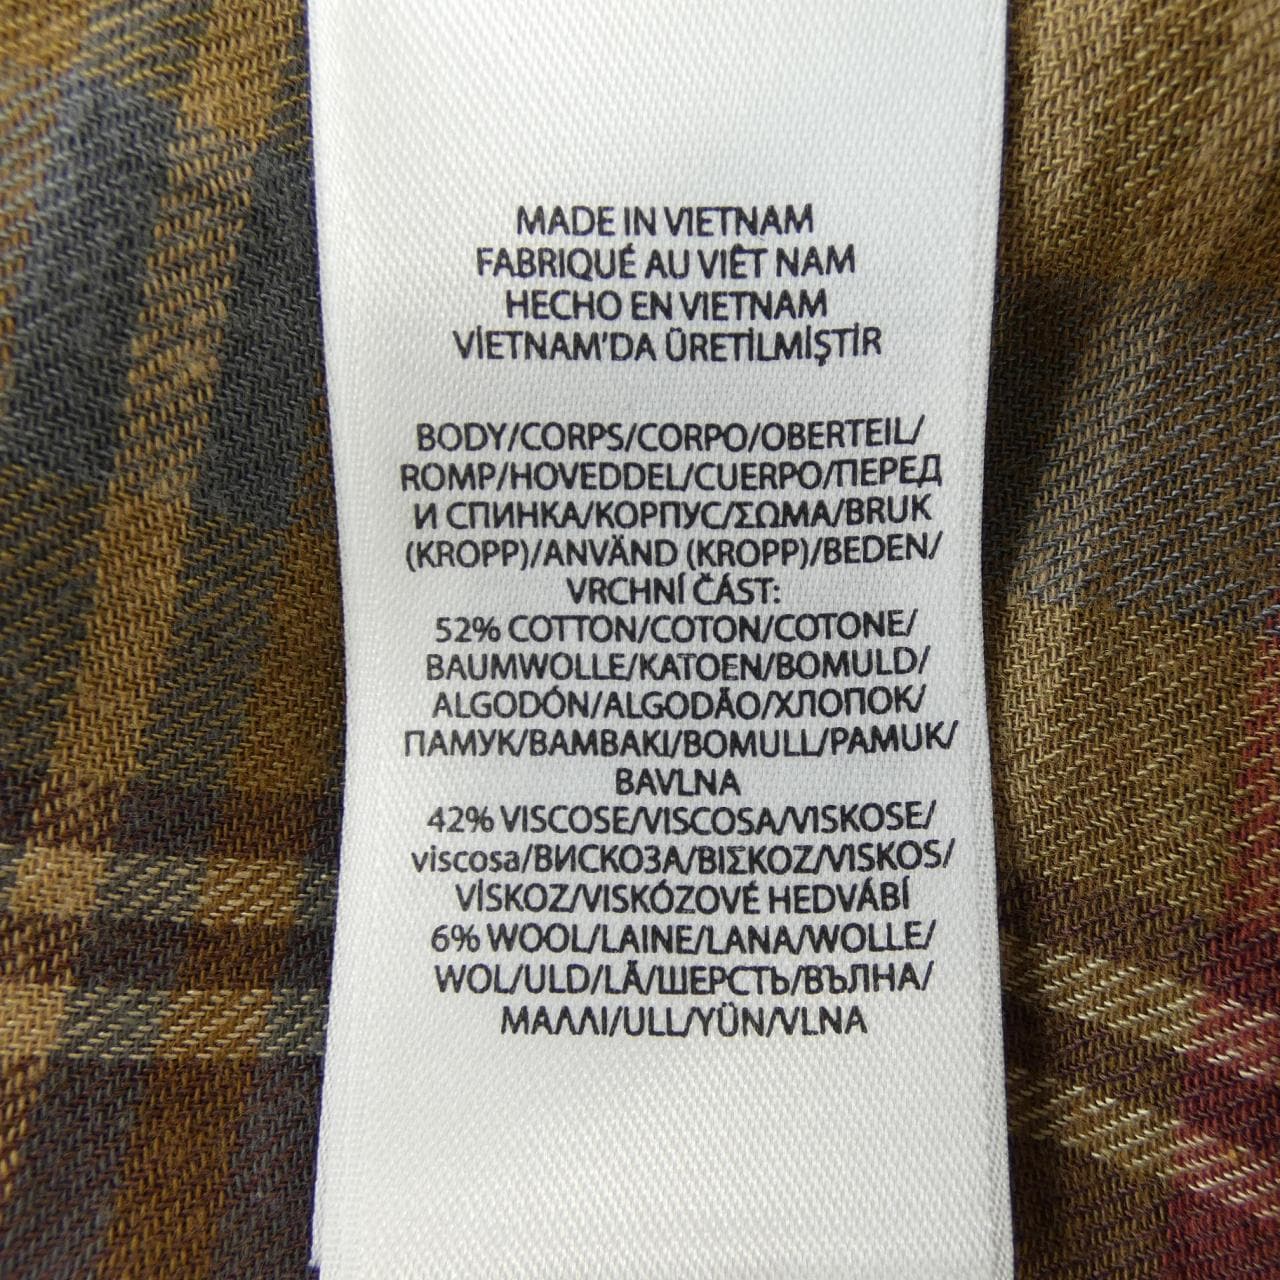 MADE IN VIETNAM
FABRIQUÉ AU VIÊT NAM
HECHO EN VIETNAM
VİETNAM'DA ÜRETİLMİŞTİR
BODY/CORPS/CORPO/OBERTEIL/
ROMP/HOVEDDEL/CUERPO/ПЕРЕД
И СПИНКА/КОРПУС/ΣΩΜΑ/BRUK
(KROPP)/ANVÄND (KROPP)/BEDEN/
VRCHNÍ ČÁST:
52% COTTON/COTON/COTONE/
BAUMWOLLE/KATOEN/BOMULD/
ALGODÓN/ALGODÃO/ХЛОПОК/
ПАМУК/BAMBAKI/BOMULL/PAMUK/
BAVLNA
42% VISCOSE/VISCOSA/VISKOSE/
viscosa/ВИСКОЗА/ΒΙΣΚΟΖ/VISKOS/
VİSKOZ/VISKÓZOVÉ HEDVÁBÍ
6% WOOL/LAINE/LANA/WOLLE/
WOL/ULD/LÃ/ШЕРСТЬ/ВЪЛНА/
ΜΑΛΛΙ/ULL/YÜN/VLNA